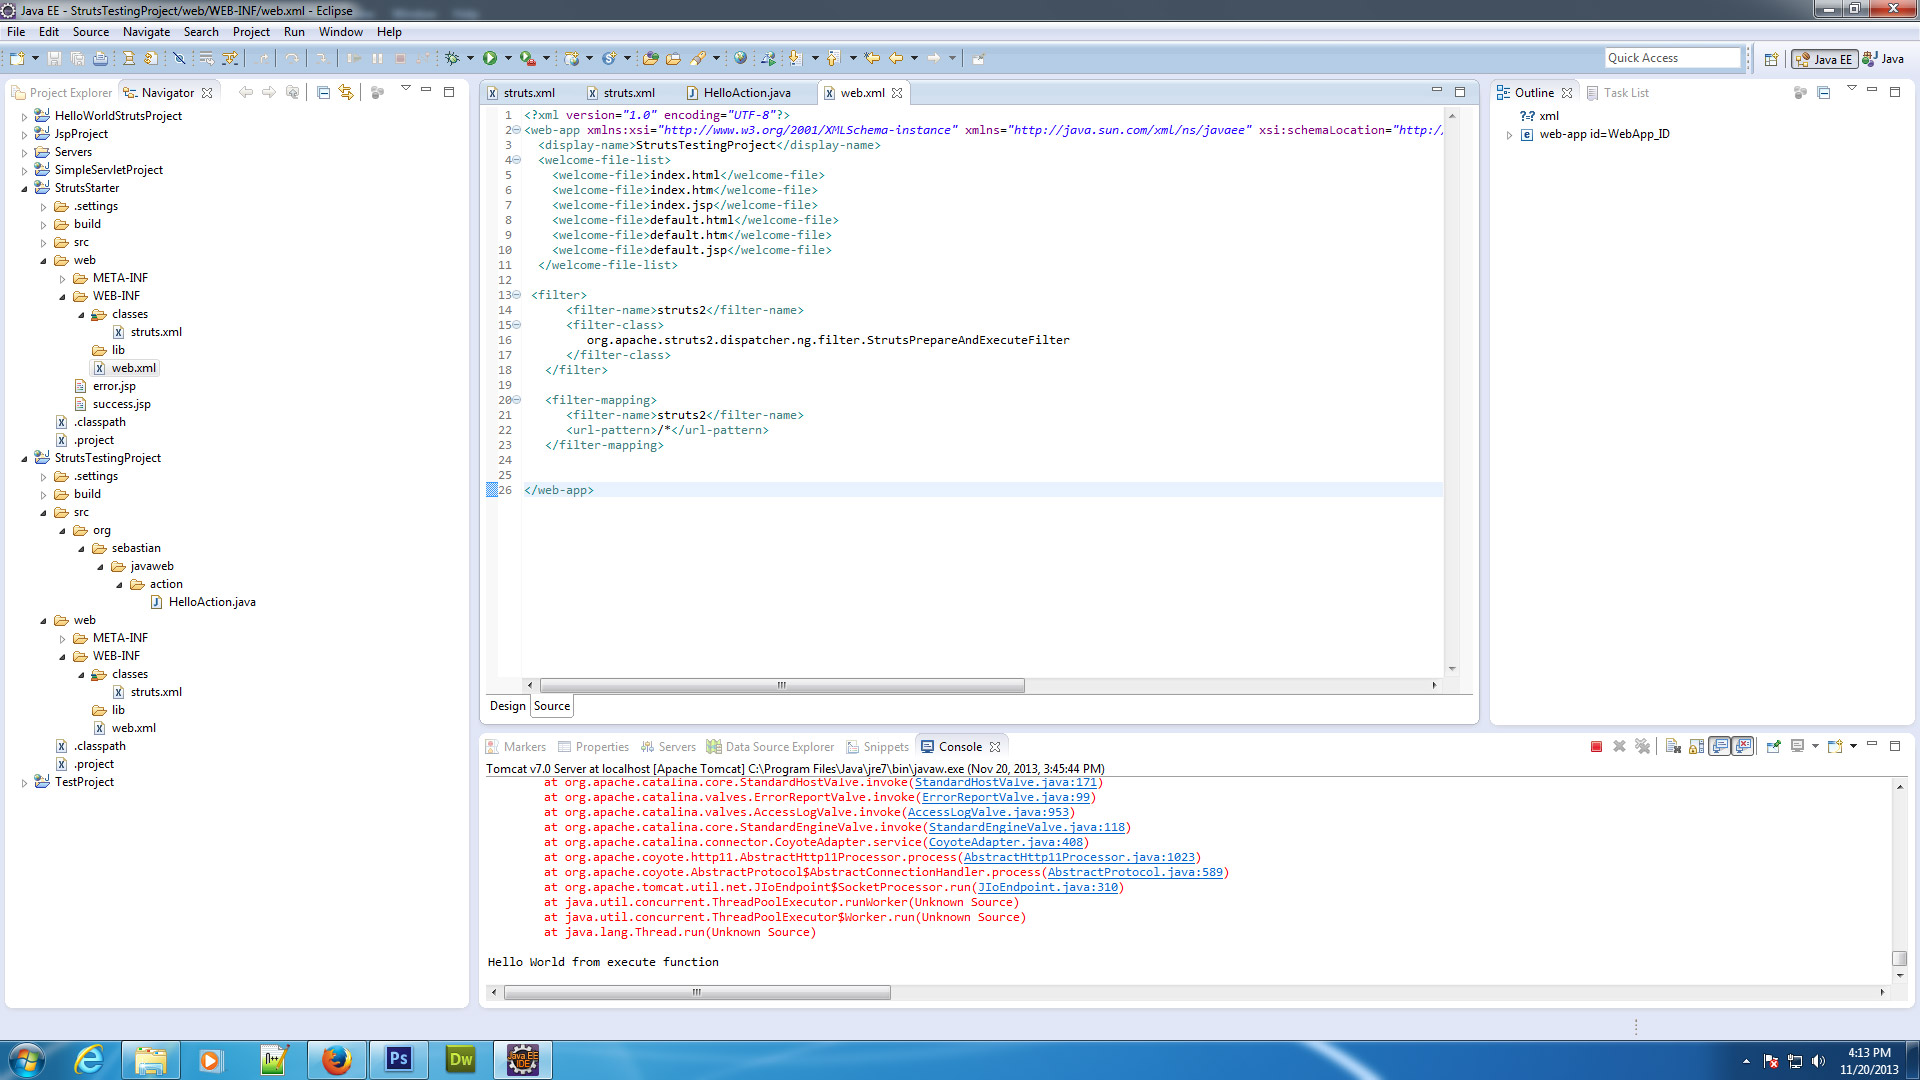 Java EE - StrutsTestingProject/web/WEB-INF/web.xml - Eclipse
File Edit Source Navigate Search Project Run Window Help
Quick Access
Java EE
Java
Project Explorer
Navigator
HelloWorldStrutsProject
JspProject
Servers
SimpleServletProject
StrutsStarter
.settings
build
src
web
META-INF
WEB-INF
classes
struts.xml
lib
web.xml
error.jsp
success.jsp
.classpath
.project
StrutsTestingProject
.settings
build
src
org
sebastian
javaweb
action
HelloAction.java
web
META-INF
WEB-INF
classes
struts.xml
lib
web.xml
.classpath
.project
TestProject
struts.xml
struts.xml
HelloAction.java
web.xml
1 <?xml version="1.0" encoding="UTF-8"?>
2 <web-app xmlns:xsi="http://www.w3.org/2001/XMLSchema-instance" xmlns="http://java.sun.com/xml/ns/javaee" xsi:schemaLocation="http:/
3 <display-name>StrutsTestingProject</display-name>
4 <welcome-file-list>
5 <welcome-file>index.html</welcome-file>
6 <welcome-file>index.htm</welcome-file>
7 <welcome-file>index.jsp</welcome-file>
8 <welcome-file>default.html</welcome-file>
9 <welcome-file>default.htm</welcome-file>
10 <welcome-file>default.jsp</welcome-file>
11 </welcome-file-list>
12
13 <filter>
14 <filter-name>struts2</filter-name>
15 <filter-class>
16 org.apache.struts2.dispatcher.ng.filter.StrutsPrepareAndExecuteFilter
17 </filter-class>
18 </filter>
19
20 <filter-mapping>
21 <filter-name>struts2</filter-name>
22 <url-pattern>/*</url-pattern>
23 </filter-mapping>
24
25
26 </web-app>
Design Source
Outline
Task List
?=? xml
web-app id=WebApp_ID
Markers Properties Servers Data Source Explorer Snippets Console
Tomcat v7.0 Server at localhost [Apache Tomcat] C:\Program Files\Java\jre7\bin\javaw.exe (Nov 20, 2013, 3:45:44 PM)
at org.apache.catalina.core.StandardHostValve.invoke(StandardHostValve.java:171)
at org.apache.catalina.valves.ErrorReportValve.invoke(ErrorReportValve.java:99)
at org.apache.catalina.valves.AccessLogValve.invoke(AccessLogValve.java:953)
at org.apache.catalina.core.StandardEngineValve.invoke(StandardEngineValve.java:118)
at org.apache.catalina.connector.CoyoteAdapter.service(CoyoteAdapter.java:408)
at org.apache.coyote.http11.AbstractHttp11Processor.process(AbstractHttp11Processor.java:1023)
at org.apache.coyote.AbstractProtocol$AbstractConnectionHandler.process(AbstractProtocol.java:589)
at org.apache.tomcat.util.net.JIoEndpoint$SocketProcessor.run(JIoEndpoint.java:310)
at java.util.concurrent.ThreadPoolExecutor.runWorker(Unknown Source)
at java.util.concurrent.ThreadPoolExecutor$Worker.run(Unknown Source)
at java.lang.Thread.run(Unknown Source)
Hello World from execute function
Ps
Dw
Java EE
IDE
4:13 PM
11/20/2013